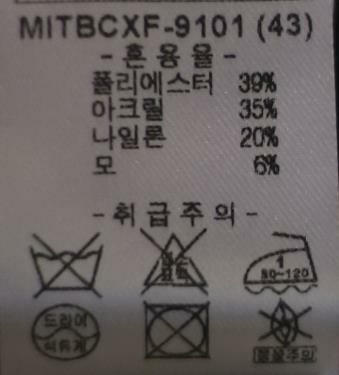 MITBCXF-9101 (43)
- 혼 용 율 -
폴리에스터 39%
아크릴 35%
나일론 20%
모 6%
- 취 급 주 의 -
1
80-120
드라이
석유계